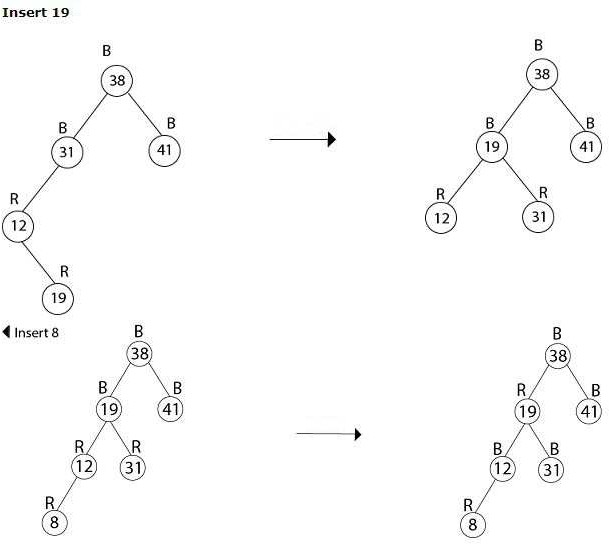 Insert 19
B B
38 38
B B B B
31 41 19 41
R R R
12 12 31
R
19
Insert 8
B B
38 38
B B R B
19 41 19 41
R R B B
12 31 12 31
R R
8 8